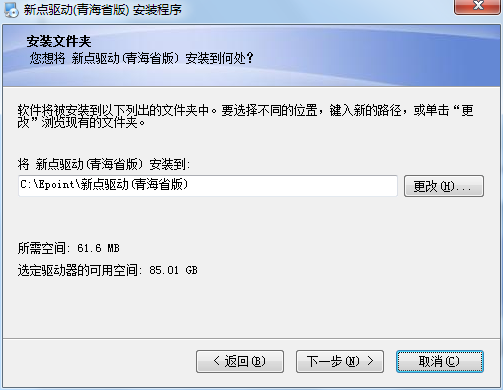 新点驱动(青海省版) 安装程序
安装文件夹
您想将 新点驱动(青海省版) 安装到何处？
软件将被安装到以下列出的文件夹中。要选择不同的位置，键入新的路径，或单击“更
改”浏览现有的文件夹。
将 新点驱动(青海省版) 安装到:
C:\Epoint\新点驱动(青海省版)
更改(H)...
所需空间: 61.6 MB
选定驱动器的可用空间: 85.01 GB
< 返回(B)
下一步(N) >
取消(C)